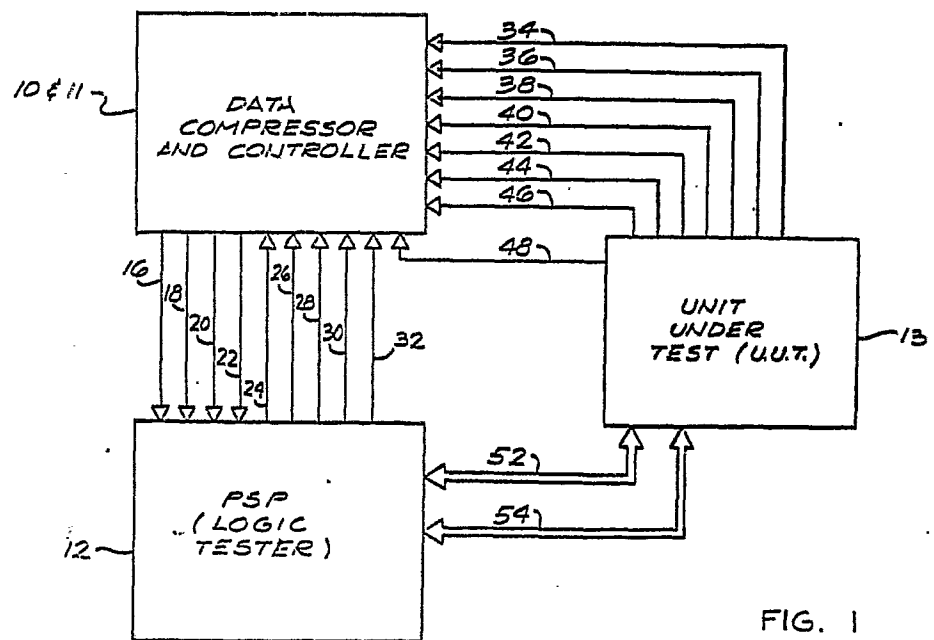 34
36
38
40
42
44
46
10 & 11
DATA
COMPRESSOR
AND CONTROLLER
48
16
18
20
22
24
26
28
30
32
UNIT
UNDER
TEST (U.U.T.)
13
52
54
PSP
(LOGIC
TESTER)
12
FIG. 1